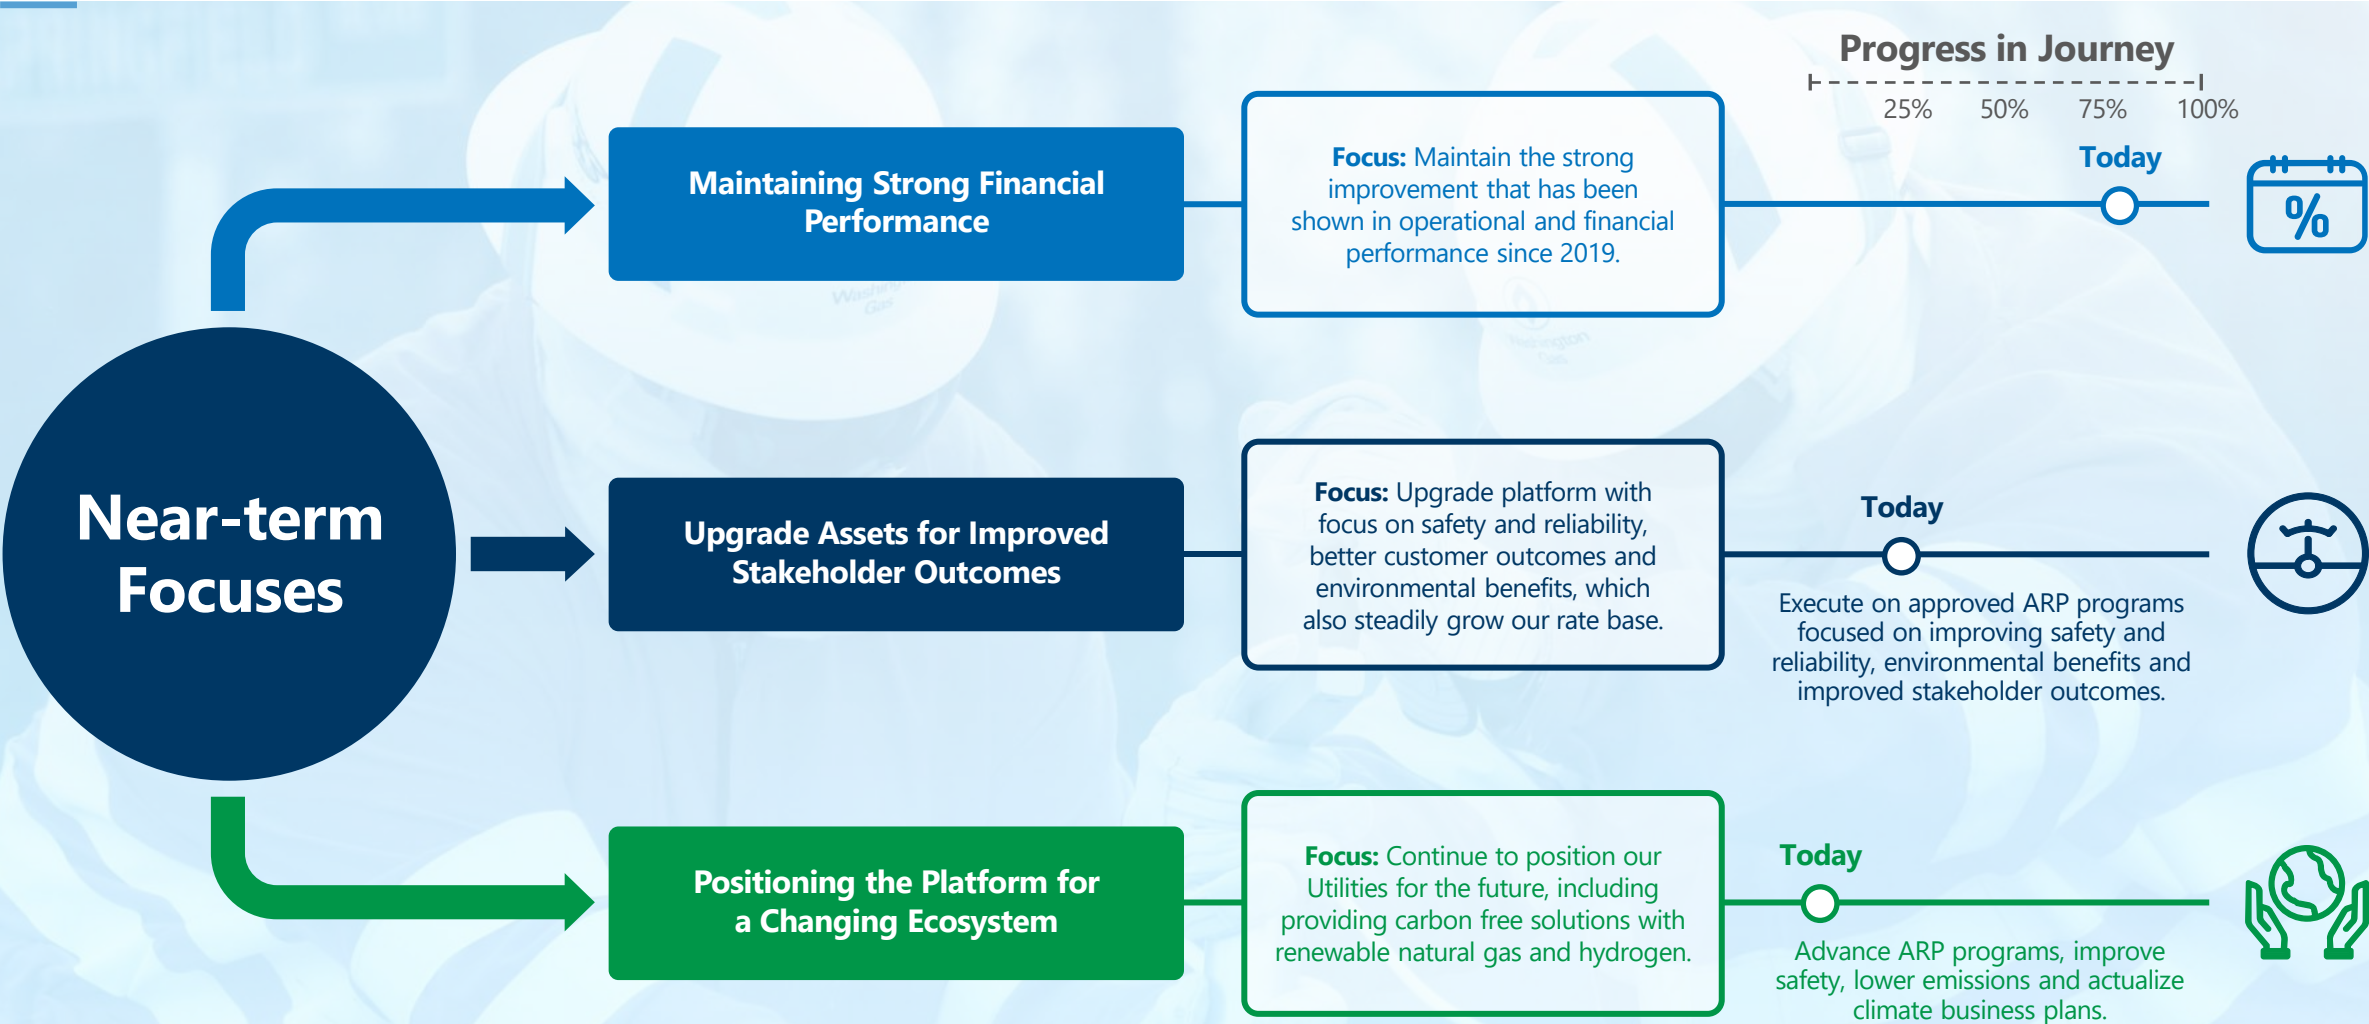 Progress in Journey
25% 50% 75% 100%
Maintaining Strong Financial
Performance
Focus: Maintain the strong
improvement that has been
shown in operational and financial
performance since 2019.
Today
%
Washington
Gas
Washington
Gas
Near-term
Focuses
Upgrade Assets for Improved
Stakeholder Outcomes
Focus: Upgrade platform with
focus on safety and reliability,
better customer outcomes and
environmental benefits, which
also steadily grow our rate base.
Today
Execute on approved ARP programs
focused on improving safety and
reliability, environmental benefits and
improved stakeholder outcomes.
Positioning the Platform for
a Changing Ecosystem
Focus: Continue to position our
Utilities for the future, including
providing carbon free solutions with
renewable natural gas and hydrogen.
Today
Advance ARP programs, improve
safety, lower emissions and actualize
climate business plans.